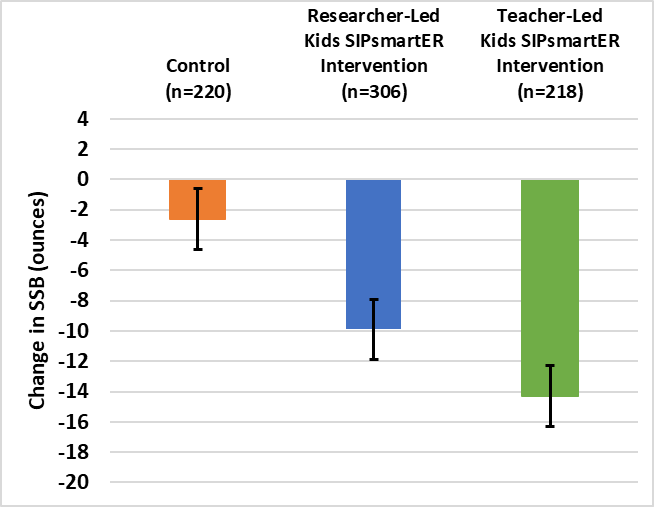 Control
(n=220)
Researcher-Led
Kids SIPsmartER
Intervention
(n=306)
Teacher-Led
Kids SIPsmartER
Intervention
(n=218)
Change in SSB (ounces)
4
2
0
-2
-4
-6
-8
-10
-12
-14
-16
-18
-20